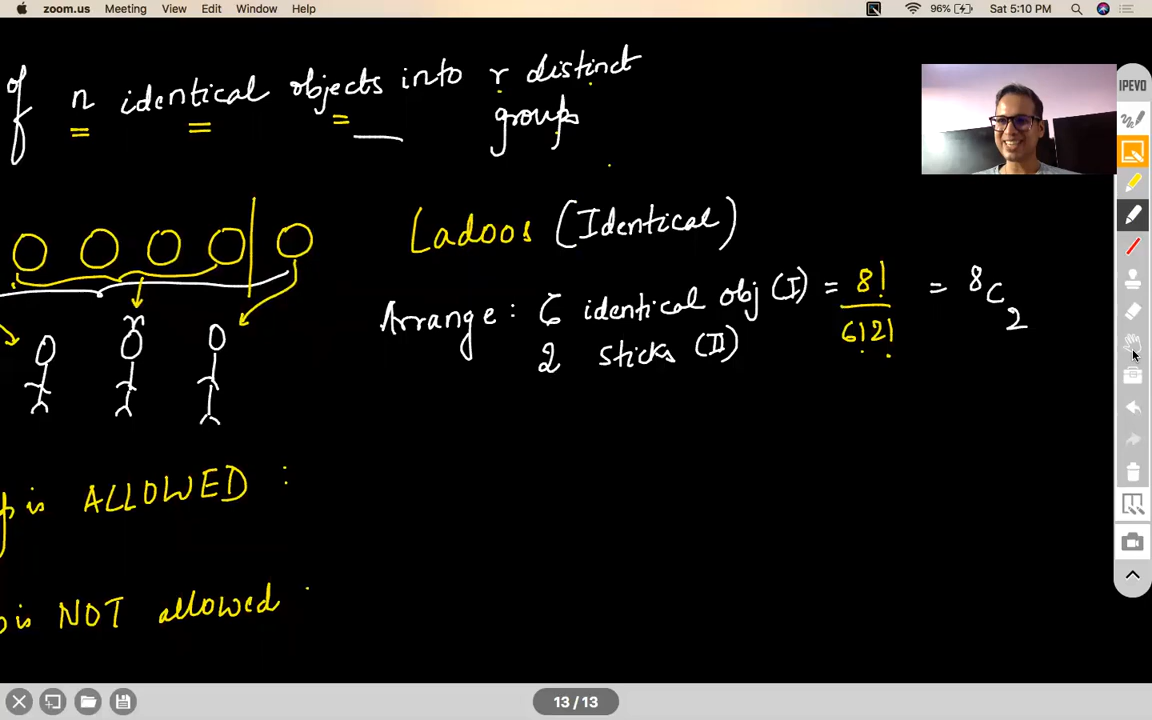 zoom.us Meeting View Edit Window Help 96% Sat 5:10 PM
of n identical objects into r distinct
groups
IPEVO
Ladoos (Identical)
Arrange : 6 identical obj (I) = 8! / 6! 2! = ⁸C₂
2 sticks (II)
is ALLOWED :
is NOT allowed :
13 / 13